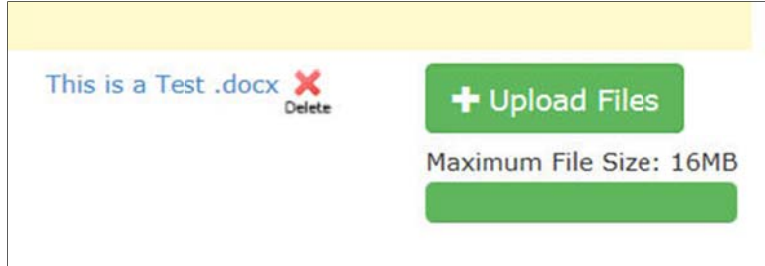 This is a Test .docx
Delete
Upload Files
Maximum File Size: 16MB